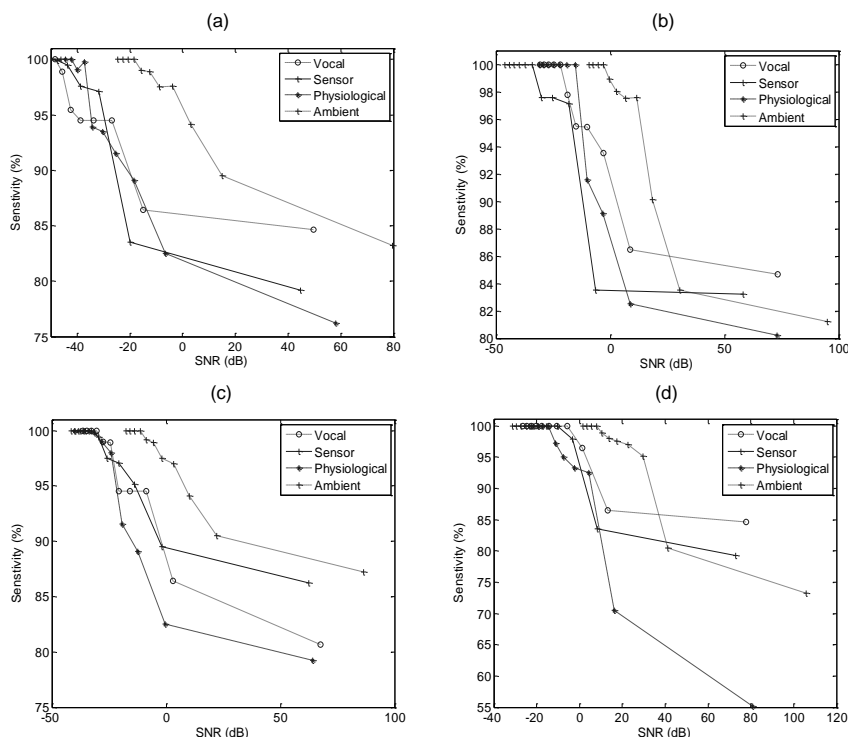 (a)
100
95
90
85
80
75
-40
-20
0
20
40
60
80
SNR (dB)
Senstivity (%)
Vocal
Sensor
Physiological
Ambient
(b)
100
98
96
94
92
90
88
86
84
82
80
-50
0
50
100
SNR (dB)
Senstivity (%)
Vocal
Sensor
Physiological
Ambient
(c)
100
95
90
85
80
75
-50
0
50
100
SNR (dB)
Senstivity (%)
Vocal
Sensor
Physiological
Ambient
(d)
100
95
90
85
80
75
70
65
60
55
-40
-20
0
20
40
60
80
100
120
SNR (dB)
Senstivity (%)
Vocal
Sensor
Physiological
Ambient